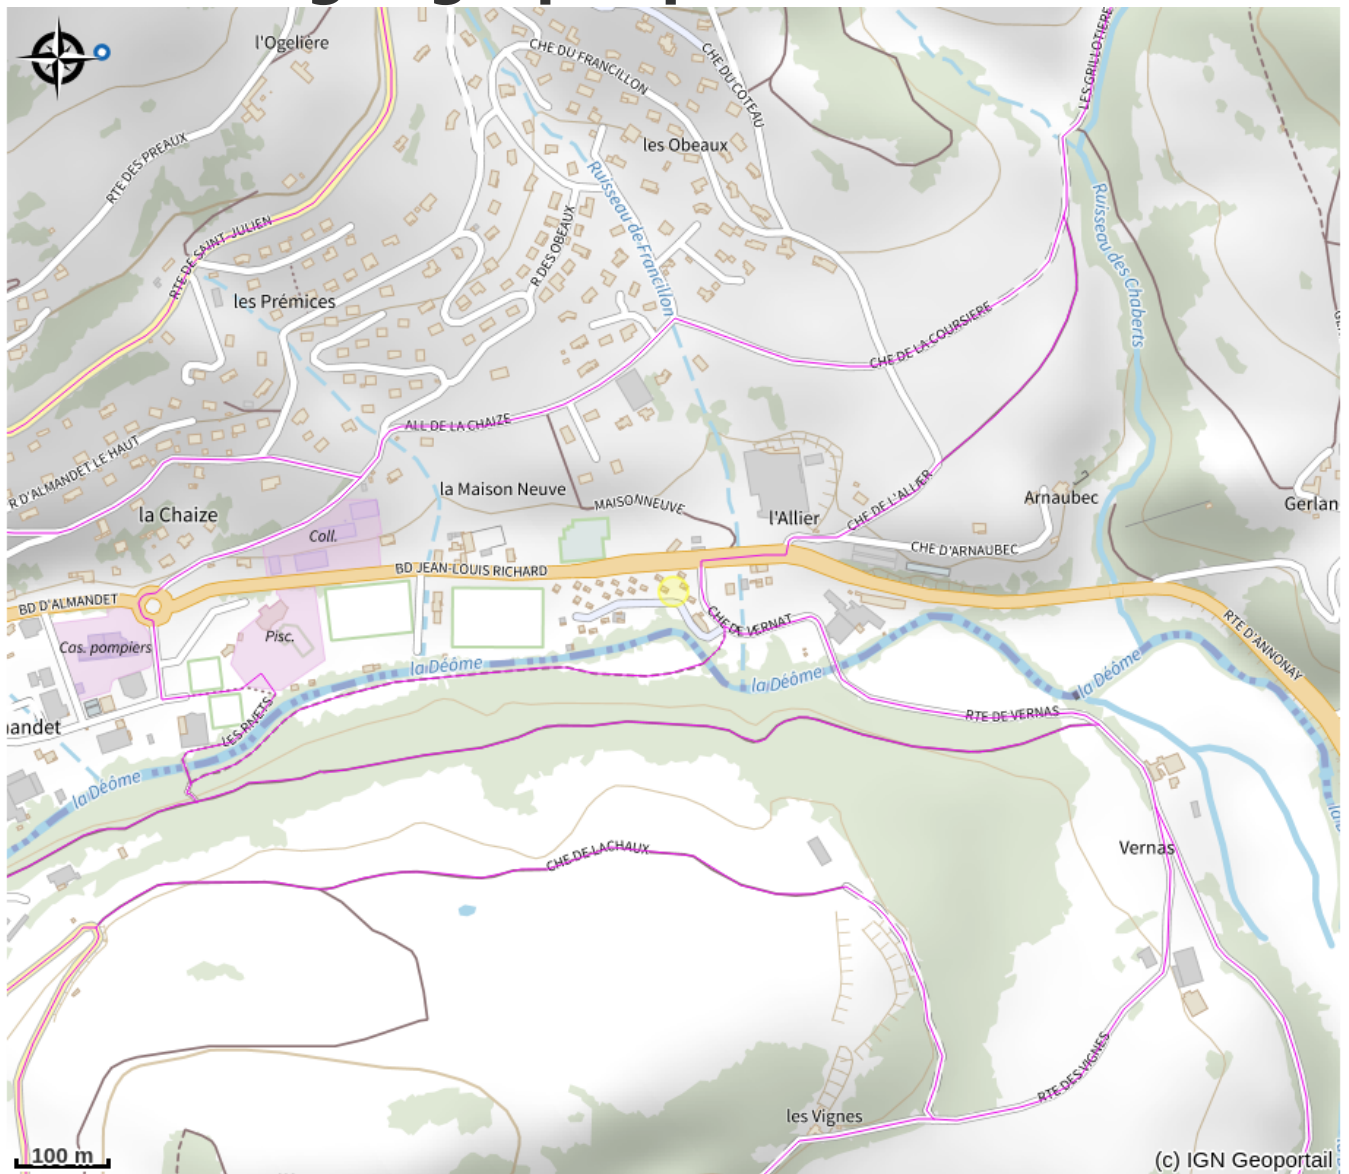 l'Ogelière
CHE DU FRANCILLON
CHE DU COTEAU
LES GRILLOTIERE
RTE DES PREAUX
les Obeaux
Ruisseau de Francillon
Ruisseau des Chaberts
RTE DE SAINT-JULIEN
R DES OBEAUX
les Prémices
CHE DE LA COURSIERE
ALL DE LA CHAIZE
R D'ALMANDET LE HAUT
la Maison Neuve
MAISONNEUVE
la Chaize
l'Allier
CHE DE L'ALLIER
Arnaubec
Gerlan
Coll.
CHE D'ARNAUBEC
BD JEAN-LOUIS RICHARD
BD D'ALMANDET
CHE DE VERNAT
RTE D'ANNONAY
Pisc.
Cas. pompiers
la Déôme
la Déôme
la Déôme
RTE DE VERNAS
LES RNETS
andet
la Déôme
Vernas
CHE DE LACHAUX
RTE DES VIGNES
les Vignes
100 m
(c) IGN Geoportail